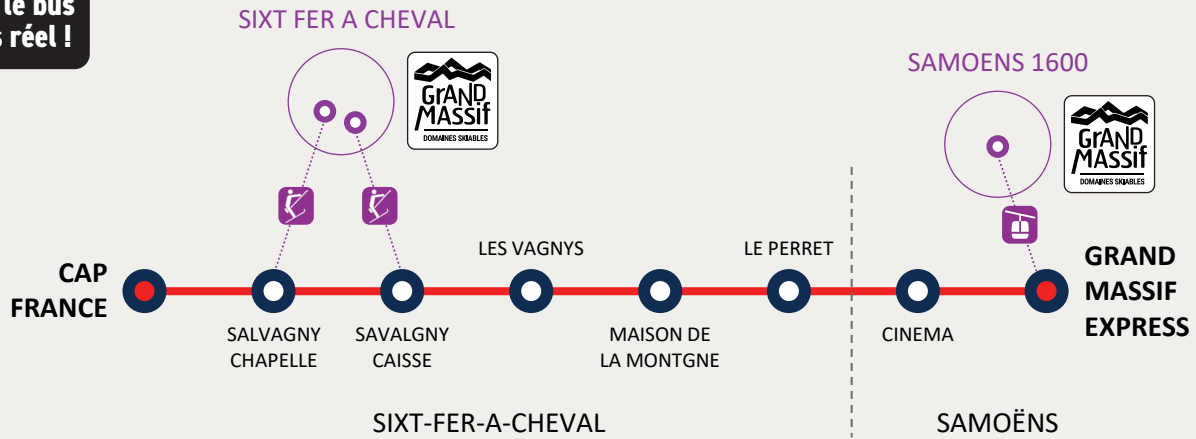 le bus
s réel !
SIXT FER A CHEVAL
GRAND
MASSIF
DOMAINES SKIABLES
SAMOENS 1600
GRAND
MASSIF
DOMAINES SKIABLES
CAP
FRANCE
SALVAGNY
CHAPELLE
SAVALGNY
CAISSE
LES VAGNYS
MAISON DE
LA MONTGNE
LE PERRET
CINEMA
GRAND
MASSIF
EXPRESS
SIXT-FER-A-CHEVAL
SAMOËNS